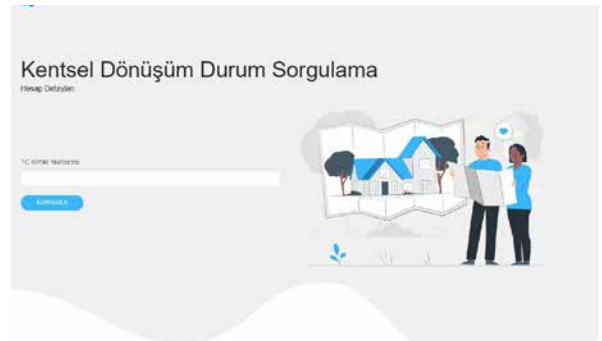 Kentsel Dönüşüm Durum Sorgulama
Hesap Detayları
TC Kimlik Numarası
SORGULA